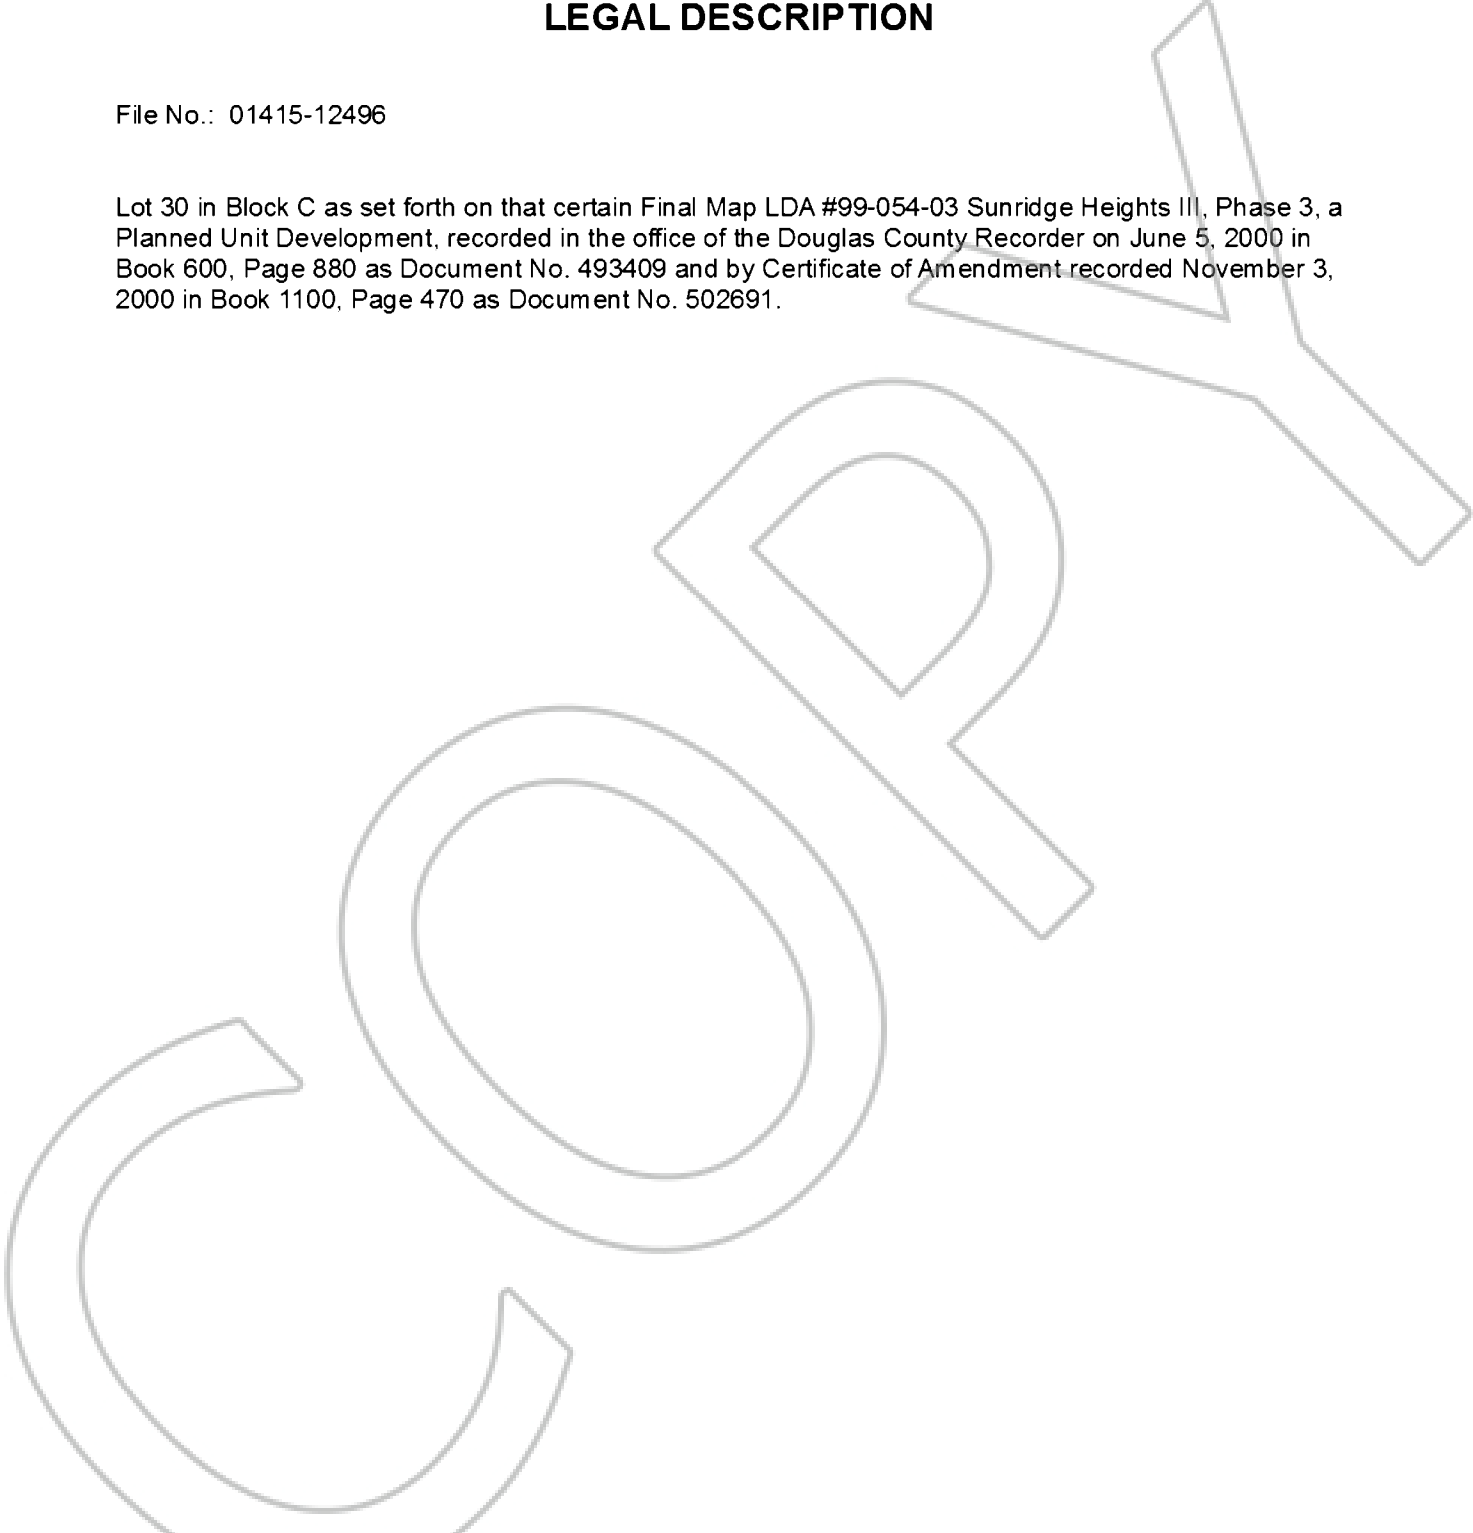 LEGAL DESCRIPTION
File No.: 01415-12496
Lot 30 in Block C as set forth on that certain Final Map LDA #99-054-03 Sunridge Heights III, Phase 3, a
Planned Unit Development, recorded in the office of the Douglas County Recorder on June 5, 2000 in
Book 600, Page 880 as Document No. 493409 and by Certificate of Amendment recorded November 3,
2000 in Book 1100, Page 470 as Document No. 502691.
COPY